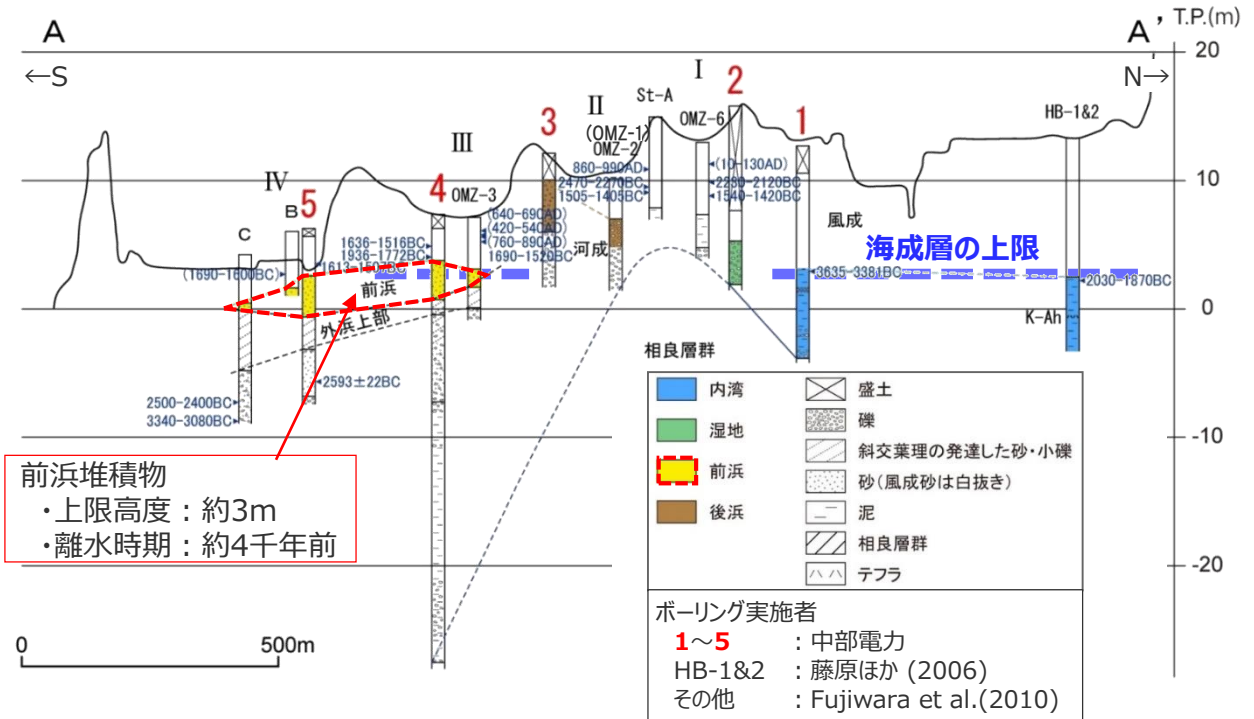 A
A'
T.P.(m)
←S
N→
20
10
0
-10
-20
I
II
III
IV
St-A
2
OMZ-6
1
HB-1&2
3
(OMZ-1)
OMZ-2
4
OMZ-3
B
5
C
860-990AD
2470-2270BC
1505-1405BC
(10-130AD)
2280-2120BC
1540-1420BC
(640-690AD)
(420-540AD)
(760-890AD)
1690-1520BC
1636-1516BC
1936-1772BC
(1690-1600BC)
風成
河成
海成層の上限
3635-3381BC
2030-1870BC
K-Ah
前浜
外浜上部
2593±22BC
2500-2400BC
3340-3080BC
相良層群
前浜堆積物
・上限高度:約3m
・離水時期:約4千年前
0
500m
内湾
湿地
前浜
後浜
盛土
礫
斜交葉理の発達した砂・小礫
砂(風成砂は白抜き)
泥
相良層群
テフラ
ボーリング実施者
1~5 :中部電力
HB-1&2 :藤原ほか (2006)
その他 :Fujiwara et al.(2010)